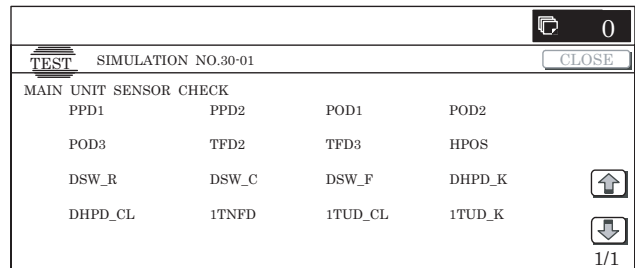 0
TEST SIMULATION NO.30-01 CLOSE
MAIN UNIT SENSOR CHECK
PPD1 PPD2 POD1 POD2
POD3 TFD2 TFD3 HPOS
DSW_R DSW_C DSW_F DHPD_K
DHPD_CL 1TNFD 1TUD_CL 1TUD_K
1/1